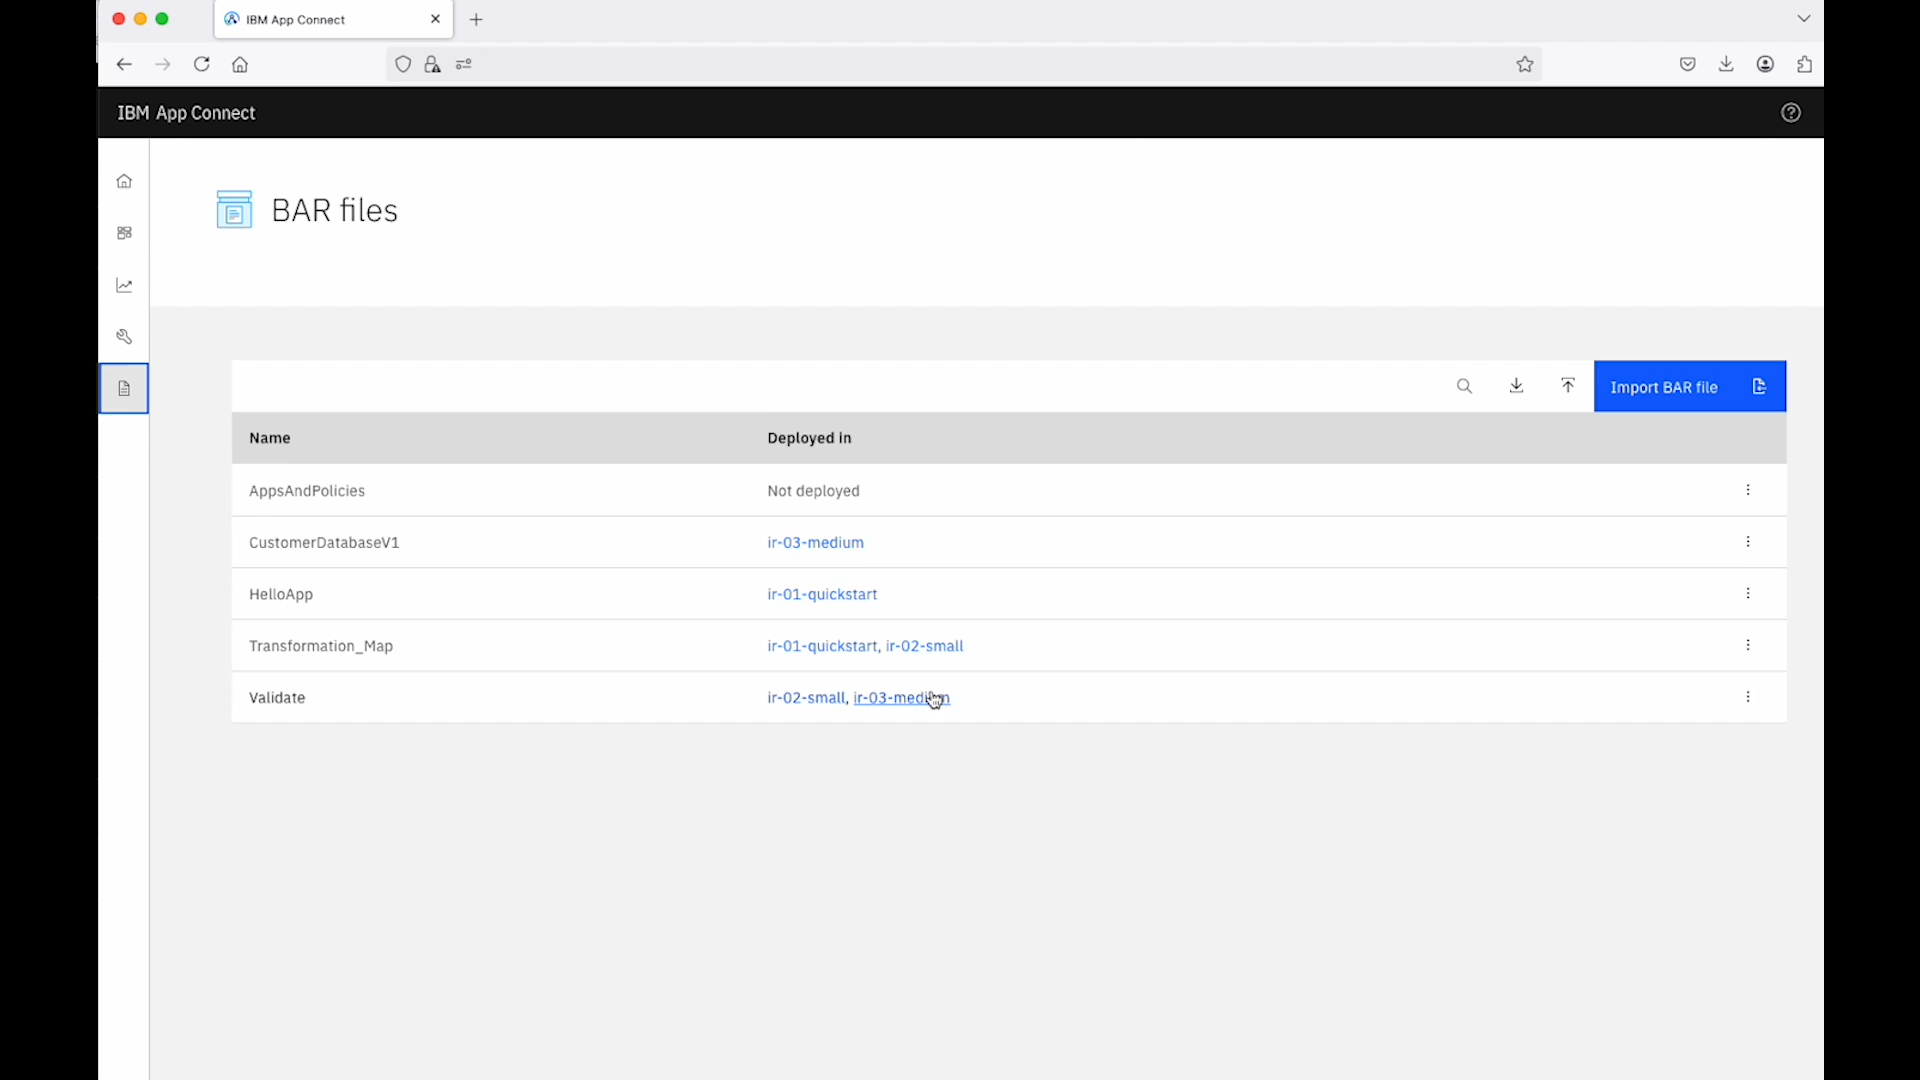 IBM App Connect
IBM App Connect
BAR files
Import BAR file
Name Deployed in
AppsAndPolicies Not deployed
CustomerDatabaseV1 ir-03-medium
HelloApp ir-01-quickstart
Transformation_Map ir-01-quickstart, ir-02-small
Validate ir-02-small, ir-03-medium